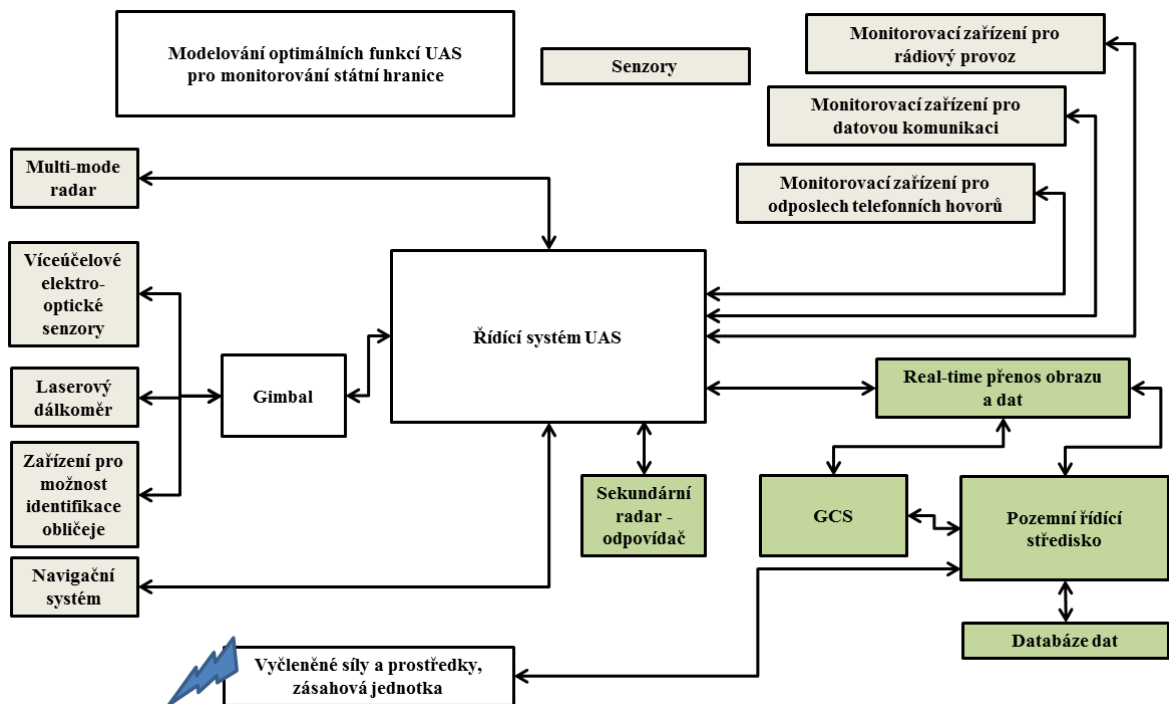 Modelování optimálních funkcí UAS
pro monitorování státní hranice
Senzory
Monitorovací zařízení pro
rádiový provoz
Monitorovací zařízení pro
datovou komunikaci
Monitorovací zařízení pro
odposlech telefonních hovorů
Multi-mode
radar
Víceúčelové
elektro-
optické
senzory
Laserový
dálkoměr
Zařízení pro
možnost
identifikace
obličeje
Navigační
systém
Gimbal
Řídící systém UAS
Real-time přenos obrazu
a dat
Sekundární
radar -
odpovídač
GCS
Pozemní řídící
středisko
Databáze dat
Vyčleněné síly a prostředky,
zásahová jednotka